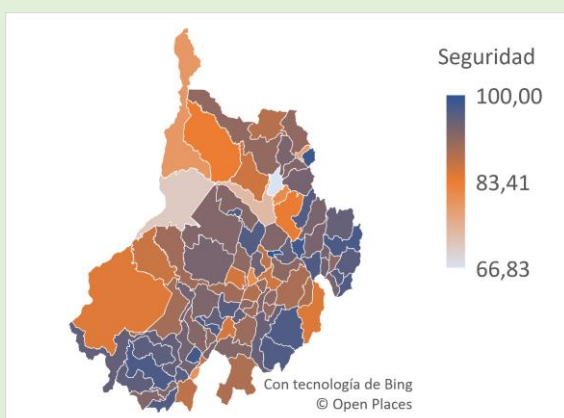 Seguridad
100,00
83,41
66,83
Con tecnología de Bing
© Open Places